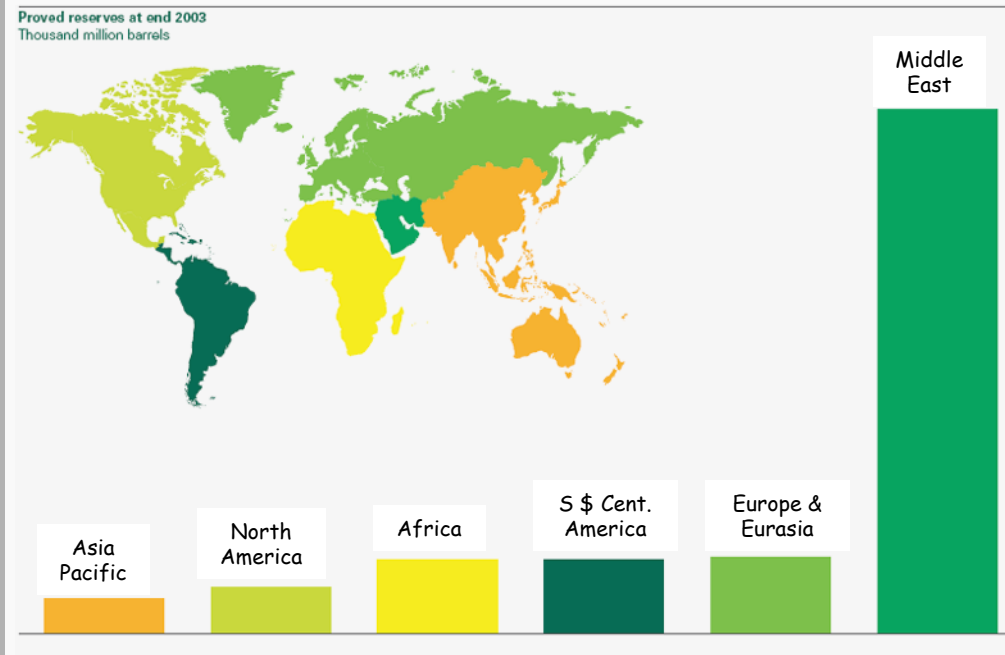 Proved reserves at end 2003
Thousand million barrels
Middle
East
S $ Cent.
America
Europe &
Eurasia
North
America
Africa
Asia
Pacific